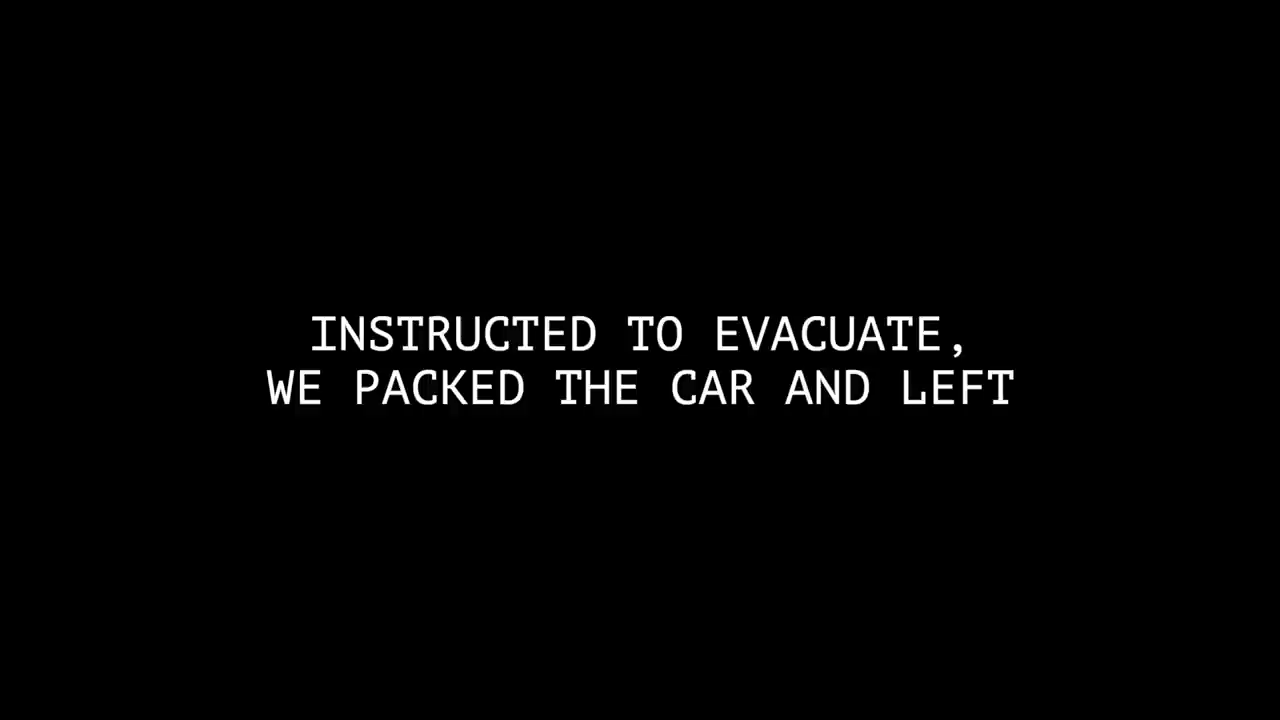 INSTRUCTED TO EVACUATE,
WE PACKED THE CAR AND LEFT